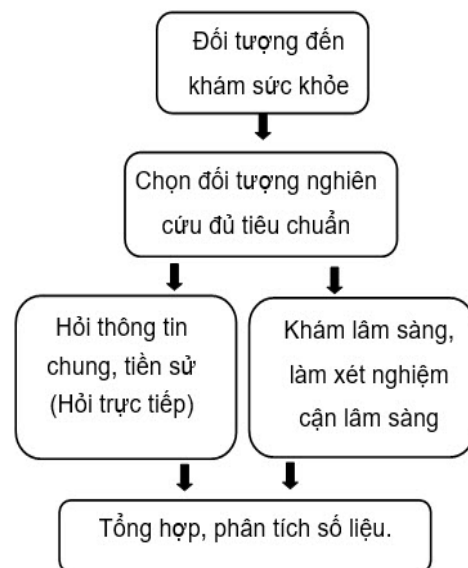 Đối tượng đến
khám sức khỏe
Chọn đối tượng nghiên
cứu đủ tiêu chuẩn
Hỏi thông tin
chung, tiền sử
(Hỏi trực tiếp)
Khám lâm sàng,
làm xét nghiệm
cận lâm sàng
Tổng hợp, phân tích số liệu.